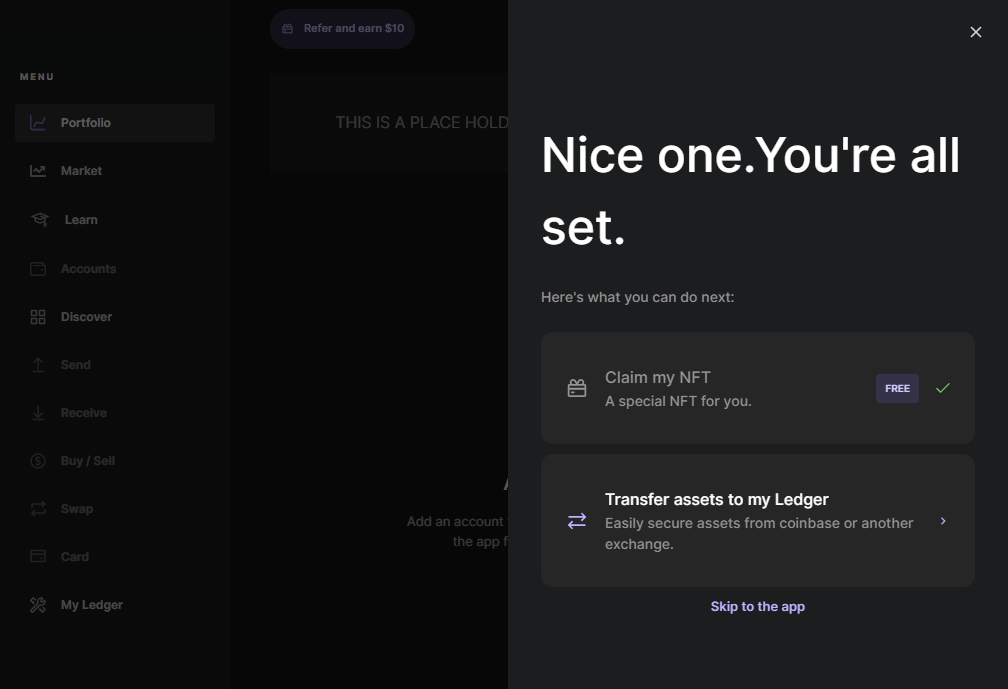 Refer and earn $10
MENU
Portfolio
THIS IS A PLACE HOLD
Market
Learn
Accounts
Discover
Send
Receive
Buy / Sell
Swap
Card
My Ledger
Add an account
the app
Nice one.You're all
set.
Here's what you can do next:
Claim my NFT
A special NFT for you.
FREE
Transfer assets to my Ledger
Easily secure assets from coinbase or another
exchange.
Skip to the app